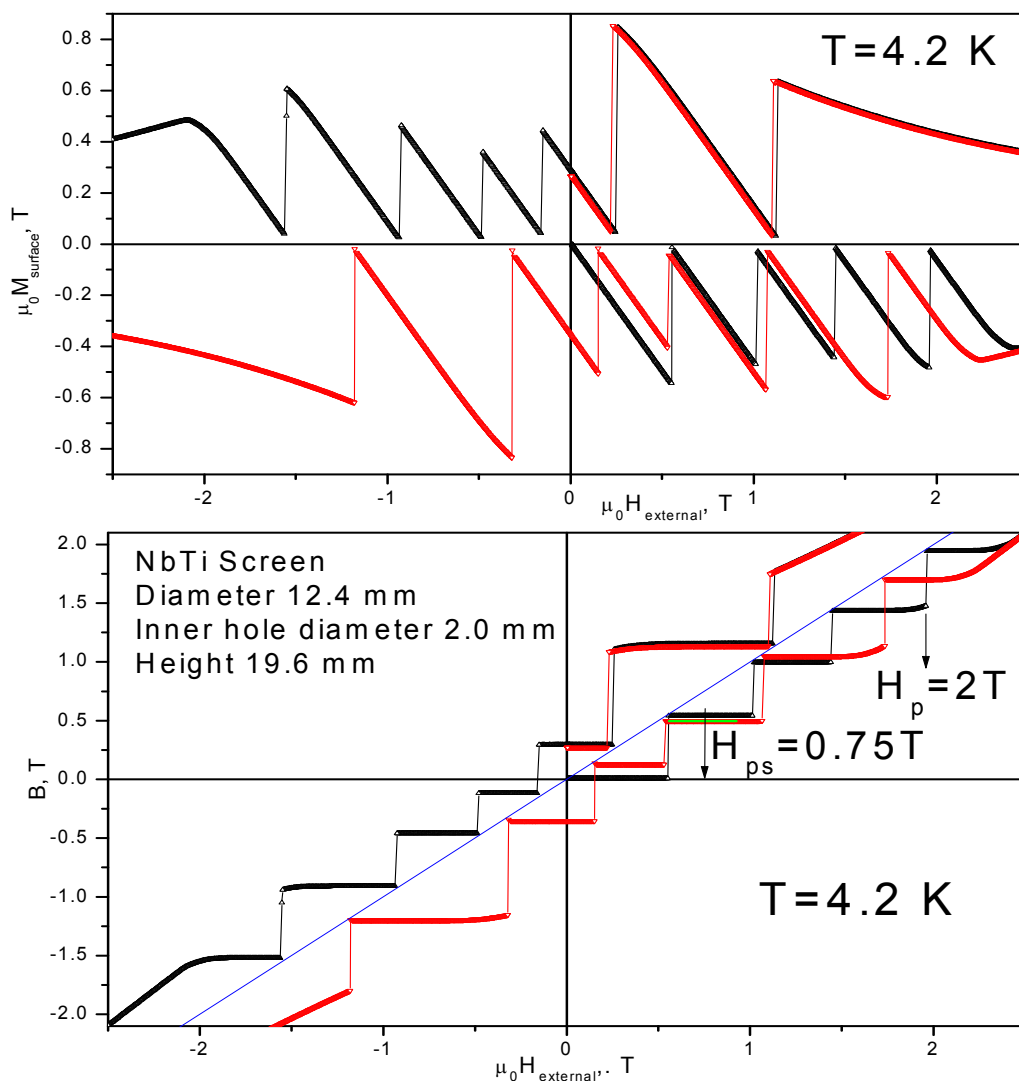 T=4.2 K
0.8
0.6
0.4
0.2
0.0
-0.2
-0.4
-0.6
-0.8
μ0Msurface, T
-2
-1
0
1
2
μ0Hexternal, T
NbTi Screen
Diameter 12.4 mm
Inner hole diameter 2.0 mm
Height 19.6 mm
2.0
1.5
1.0
0.5
0.0
-0.5
-1.0
-1.5
-2.0
B, T
Hp=2T
Hps=0.75T
T=4.2 K
-2
-1
0
1
2
μ0Hexternal,. T